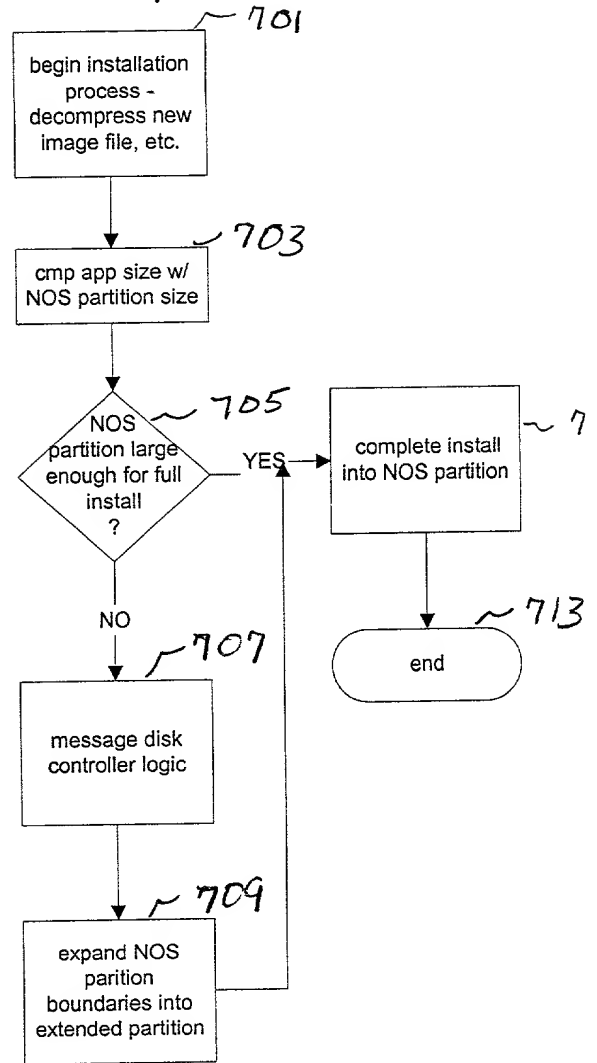 701
begin installation
process -
decompress new
image file, etc.
703
cmp app size w/
NOS partition size
705
NOS
partition large
enough for full
install
?
YES
7
complete install
into NOS partition
713
end
NO
707
message disk
controller logic
709
expand NOS
parition
boundaries into
extended partition